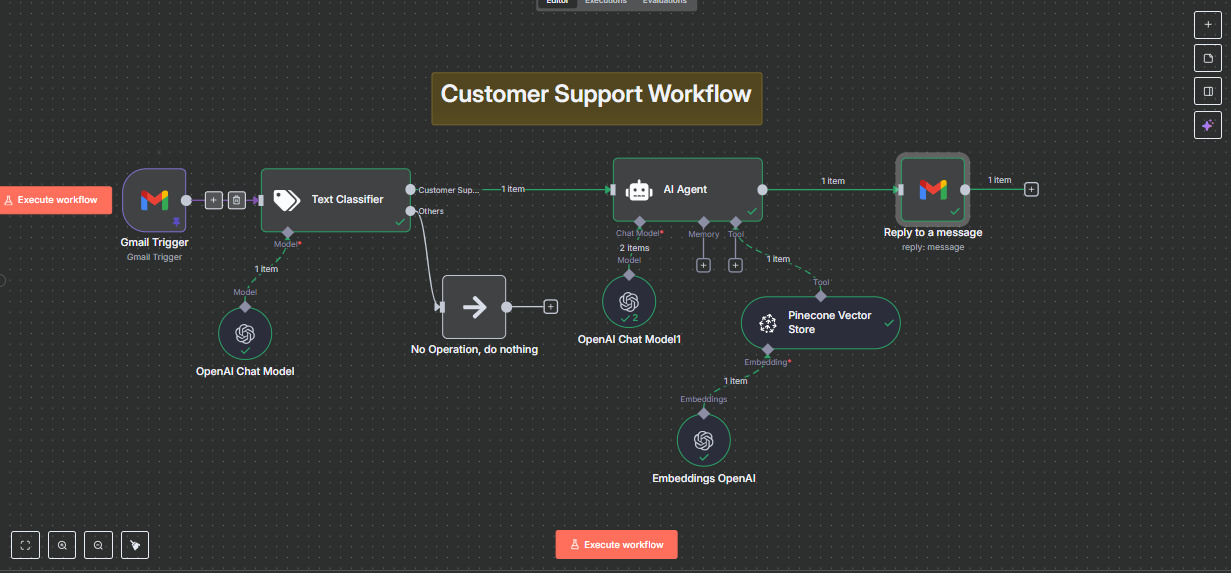 Editor Executions Evaluations
Customer Support Workflow
Execute workflow
Gmail Trigger
Gmail Trigger
Text Classifier
Model*
Customer Sup...
1 item
Others
1 item
Model
OpenAI Chat Model
No Operation, do nothing
AI Agent
Chat Model*
Memory
Tool
2 items
Model
2
OpenAI Chat Model1
1 item
Tool
Pinecone Vector
Store
Embedding*
1 item
Embeddings
Embeddings OpenAI
1 item
Reply to a message
reply: message
1 item
Execute workflow